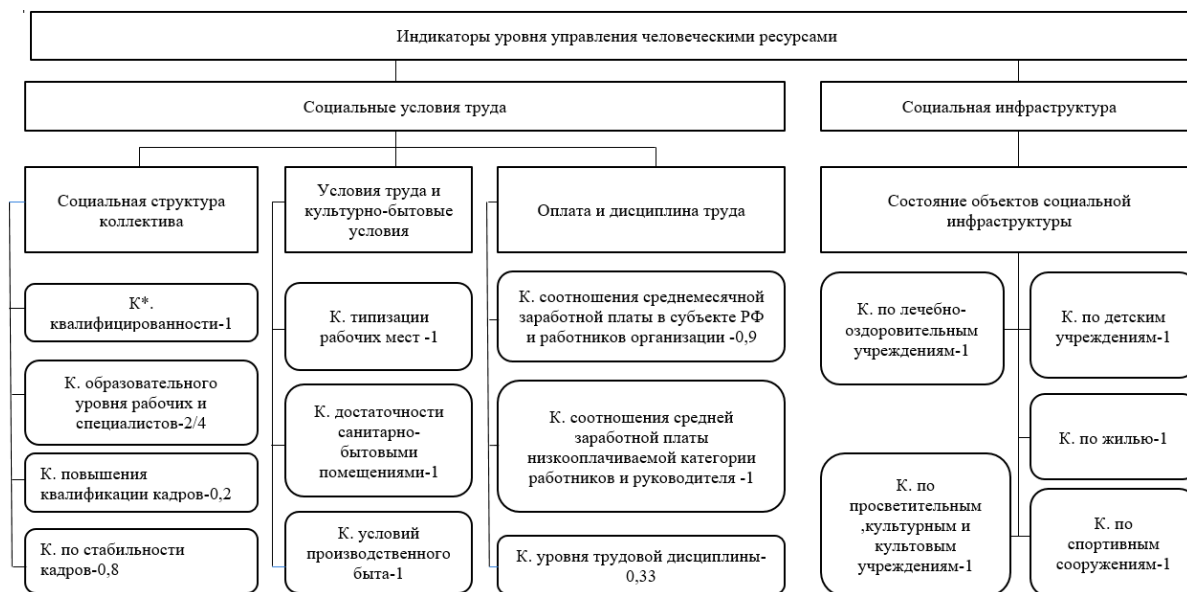 Индикаторы уровня управления человеческими ресурсами
Социальные условия труда
Социальная инфраструктура
Социальная структура
коллектива
Условия труда и
культурно-бытовые
условия
Оплата и дисциплина труда
Состояние объектов социальной
инфраструктуры
К*.
квалифицированности-1
К. образовательного
уровня рабочих и
специалистов-2/4
К. повышения
квалификации кадров-0,2
К. по стабильности
кадров-0,8
К. типизации
рабочих мест -1
К. достаточности
санитарно-
бытовыми
помещениями-1
К. условий
производственного
быта-1
К. соотношения среднемесячной
заработной платы в субъекте РФ
и работников организации -0,9
К. соотношения средней
заработной платы
низкооплачиваемой категории
работников и руководителя -1
К. уровня трудовой дисциплины-
0,33
К. по лечебно-
оздоровительным
учреждениям-1
К. по
просветительным
,культурным и
культовым
учреждениям-1
К. по детским
учреждениям-1
К. по жилью-1
К. по
спортивным
сооружениям-1